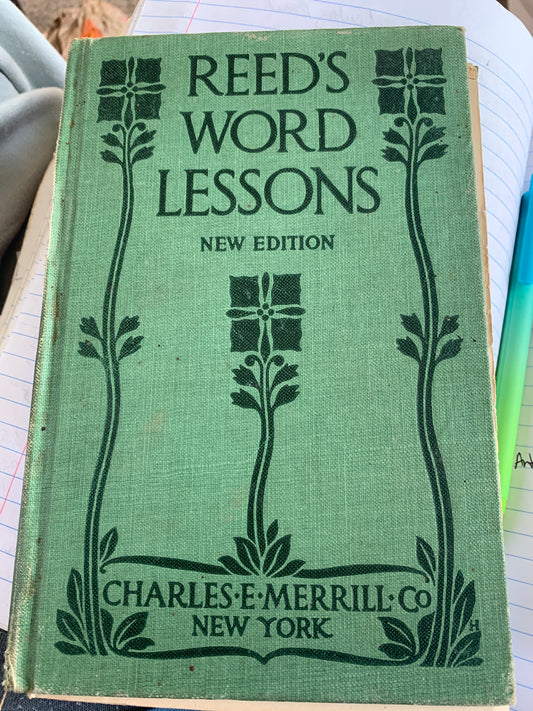 REED'S
WORD
LESSONS
NEW EDITION
CHARLES·E·MERRILL·CO
NEW YORK
H